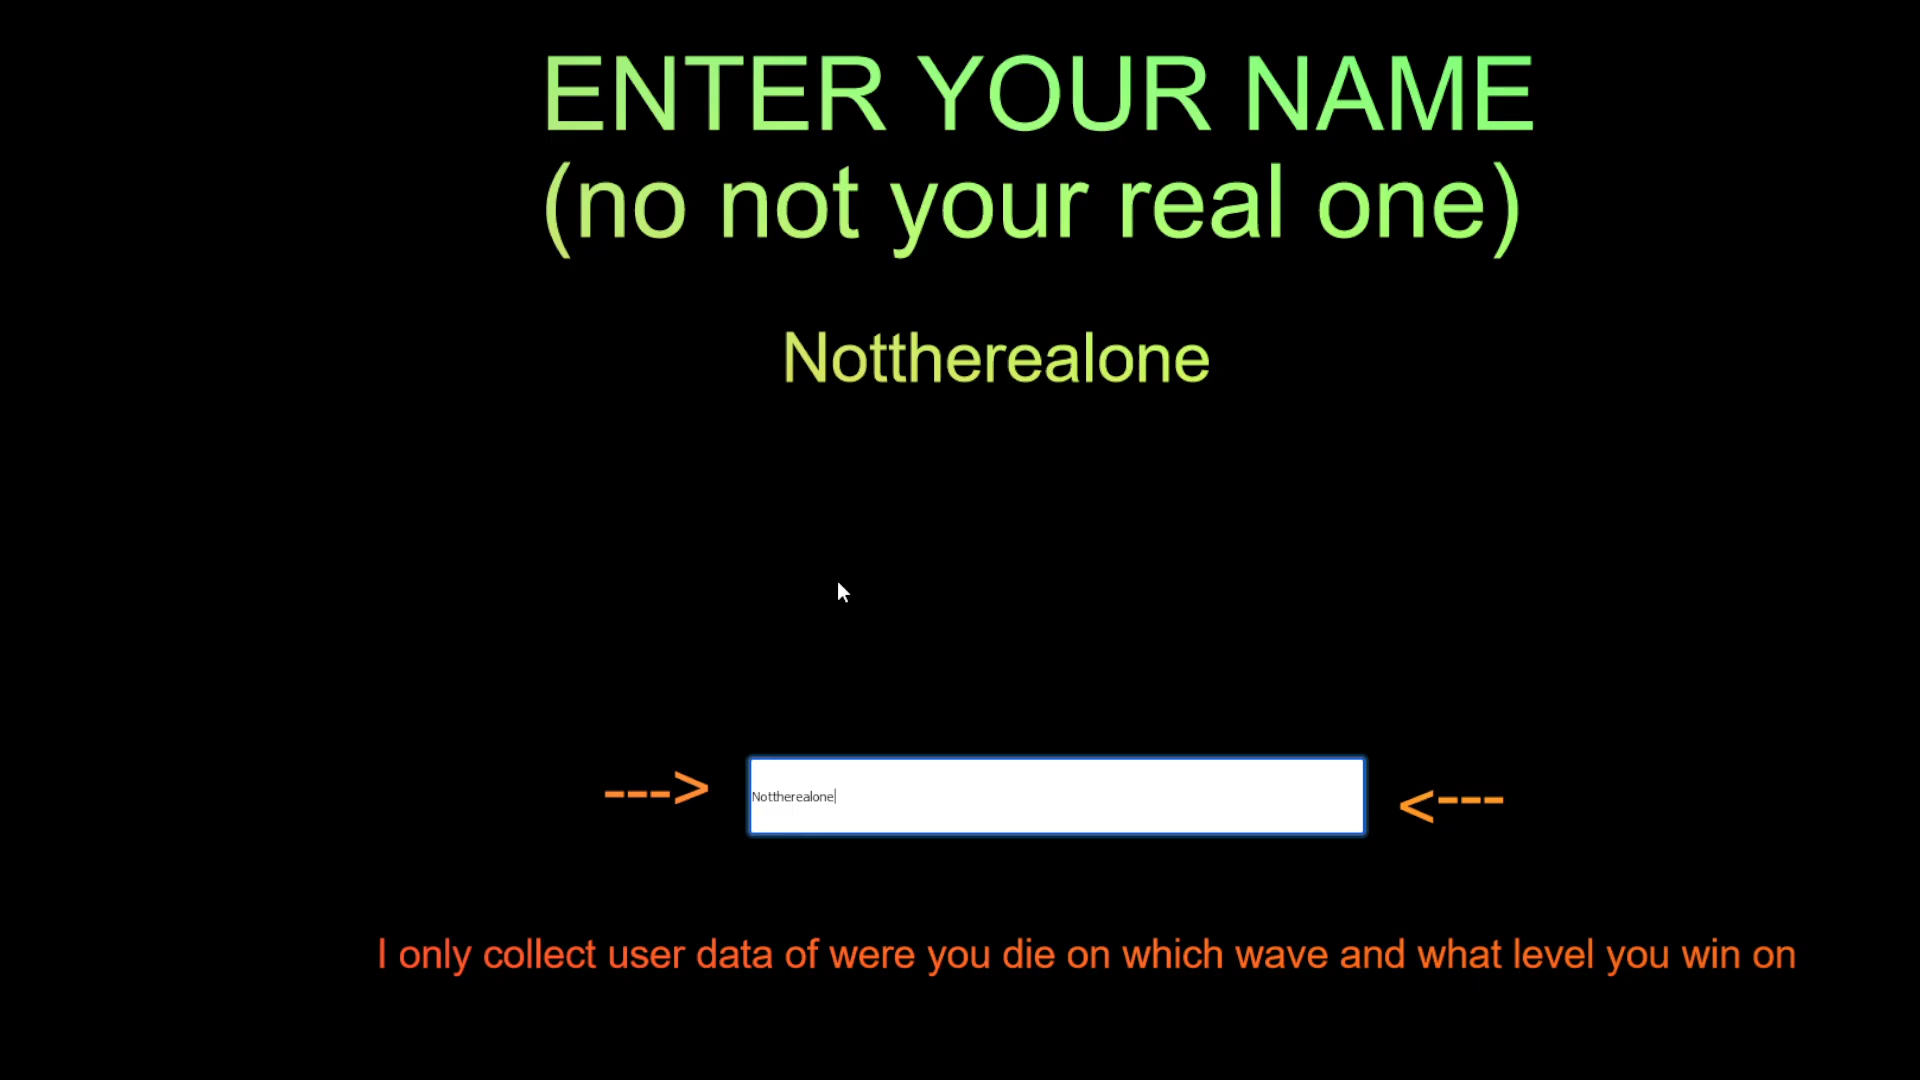 ENTER YOUR NAME
(no not your real one)
Nottherealone
---> Nottherealone <---
I only collect user data of were you die on which wave and what level you win on